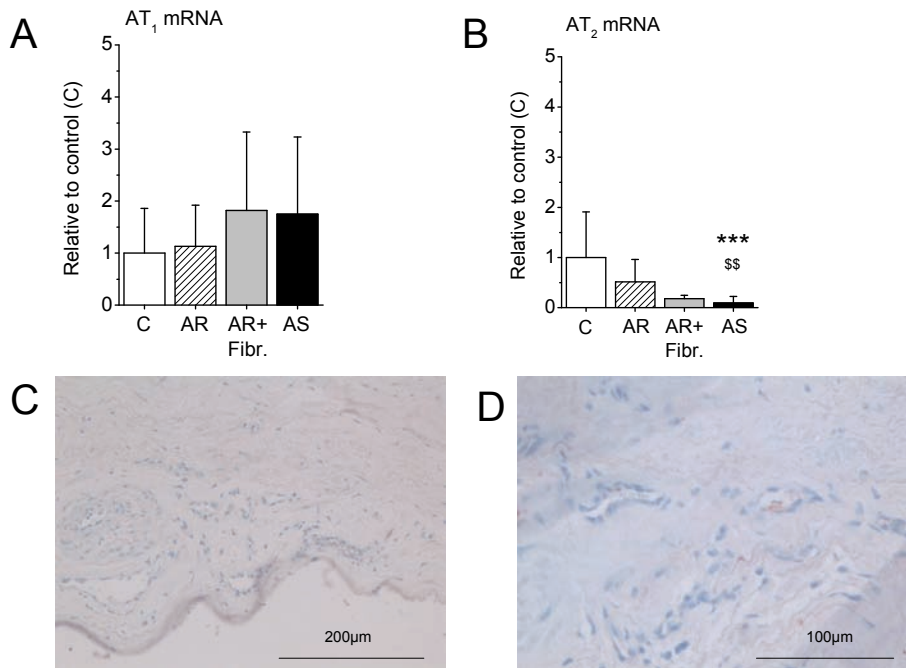 A
AT1 mRNA
Relative to control (C)
5
4
3
2
1
0
C AR AR+ AS
Fibr.
B
AT2 mRNA
Relative to control (C)
5
4
3
2
1
0
***
$$
C AR AR+ AS
Fibr.
C
200µm
D
100µm